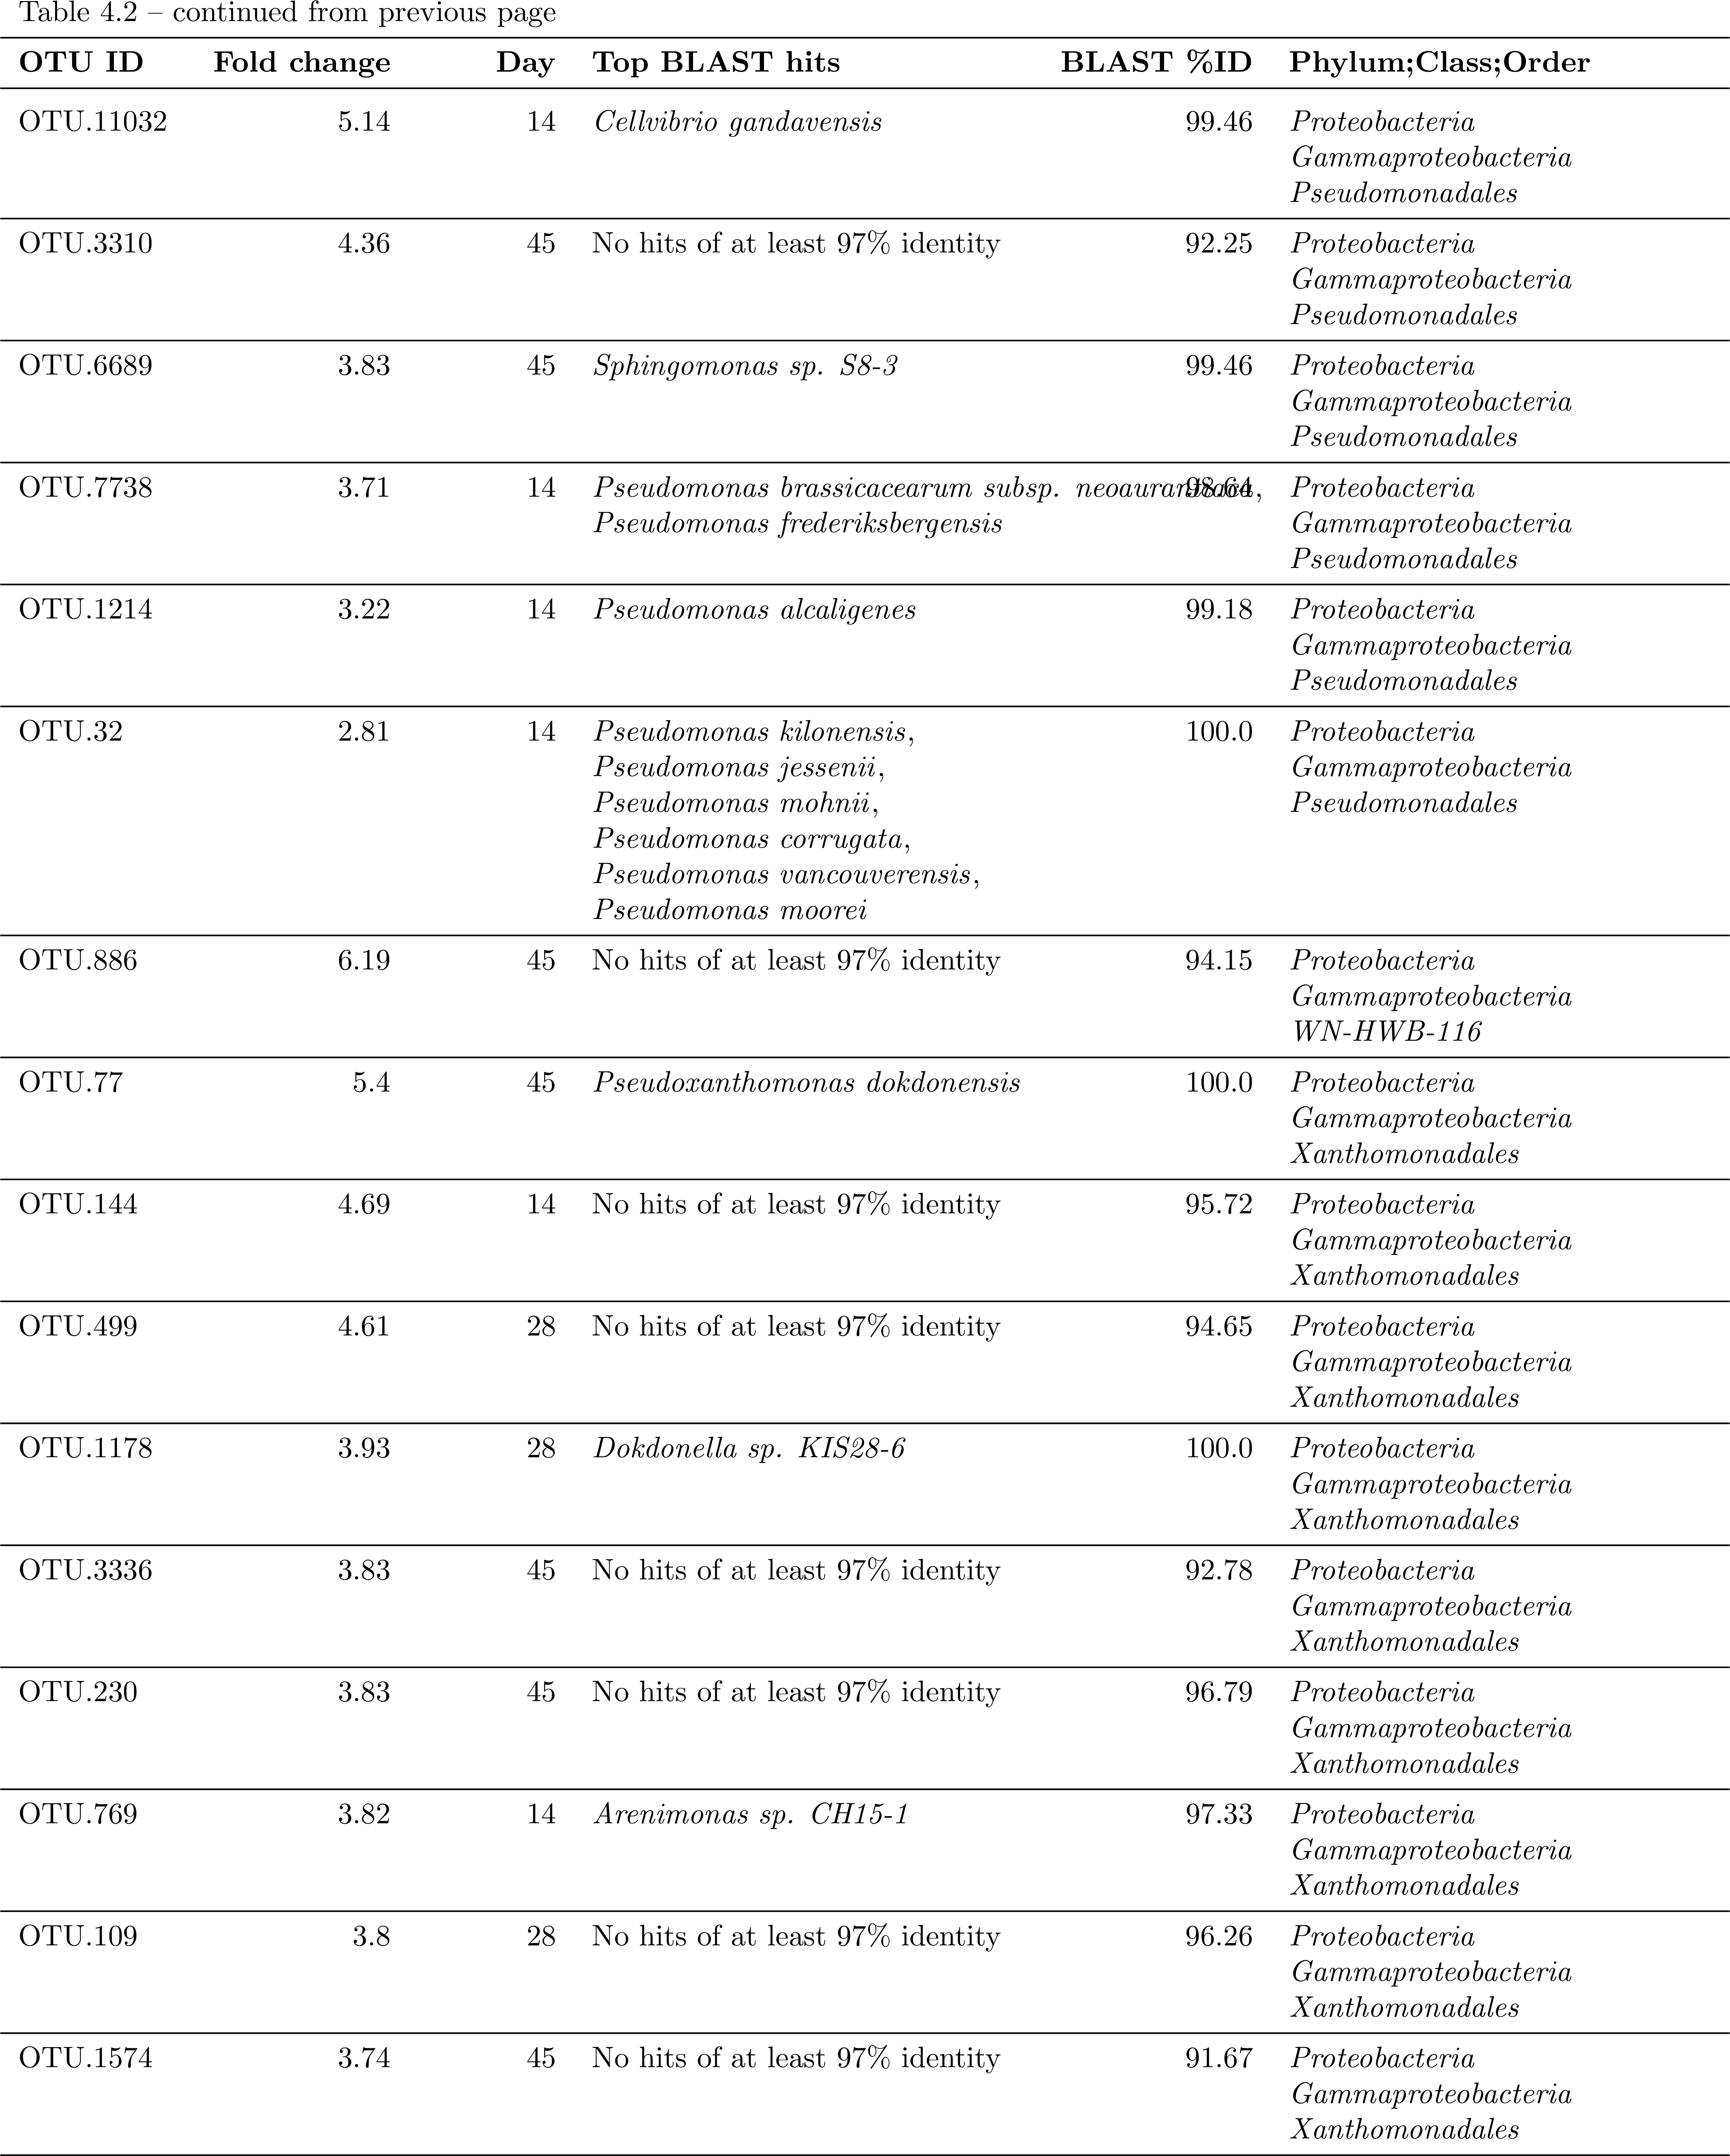 Table 4.2 – continued from previous page
OTU ID Fold change Day Top BLAST hits BLAST %ID Phylum;Class;Order
OTU.11032 5.14 14 Cellvibrio gandavensis 99.46 Proteobacteria
Gammaproteobacteria
Pseudomonadales
OTU.3310 4.36 45 No hits of at least 97% identity 92.25 Proteobacteria
Gammaproteobacteria
Pseudomonadales
OTU.6689 3.83 45 Sphingomonas sp. S8-3 99.46 Proteobacteria
Gammaproteobacteria
Pseudomonadales
OTU.7738 3.71 14 Pseudomonas brassicacearum subsp. neoaurantiaca, 98.64 Proteobacteria
Pseudomonas frederiksbergensis Gammaproteobacteria
Pseudomonadales
OTU.1214 3.22 14 Pseudomonas alcaligenes 99.18 Proteobacteria
Gammaproteobacteria
Pseudomonadales
OTU.32 2.81 14 Pseudomonas kilonensis, 100.0 Proteobacteria
Pseudomonas jessenii, Gammaproteobacteria
Pseudomonas mohnii, Pseudomonadales
Pseudomonas corrugata,
Pseudomonas vancouverensis,
Pseudomonas moorei
OTU.886 6.19 45 No hits of at least 97% identity 94.15 Proteobacteria
Gammaproteobacteria
WN-HWB-116
OTU.77 5.4 45 Pseudoxanthomonas dokdonensis 100.0 Proteobacteria
Gammaproteobacteria
Xanthomonadales
OTU.144 4.69 14 No hits of at least 97% identity 95.72 Proteobacteria
Gammaproteobacteria
Xanthomonadales
OTU.499 4.61 28 No hits of at least 97% identity 94.65 Proteobacteria
Gammaproteobacteria
Xanthomonadales
OTU.1178 3.93 28 Dokdonella sp. KIS28-6 100.0 Proteobacteria
Gammaproteobacteria
Xanthomonadales
OTU.3336 3.83 45 No hits of at least 97% identity 92.78 Proteobacteria
Gammaproteobacteria
Xanthomonadales
OTU.230 3.83 45 No hits of at least 97% identity 96.79 Proteobacteria
Gammaproteobacteria
Xanthomonadales
OTU.769 3.82 14 Arenimonas sp. CH15-1 97.33 Proteobacteria
Gammaproteobacteria
Xanthomonadales
OTU.109 3.8 28 No hits of at least 97% identity 96.26 Proteobacteria
Gammaproteobacteria
Xanthomonadales
OTU.1574 3.74 45 No hits of at least 97% identity 91.67 Proteobacteria
Gammaproteobacteria
Xanthomonadales